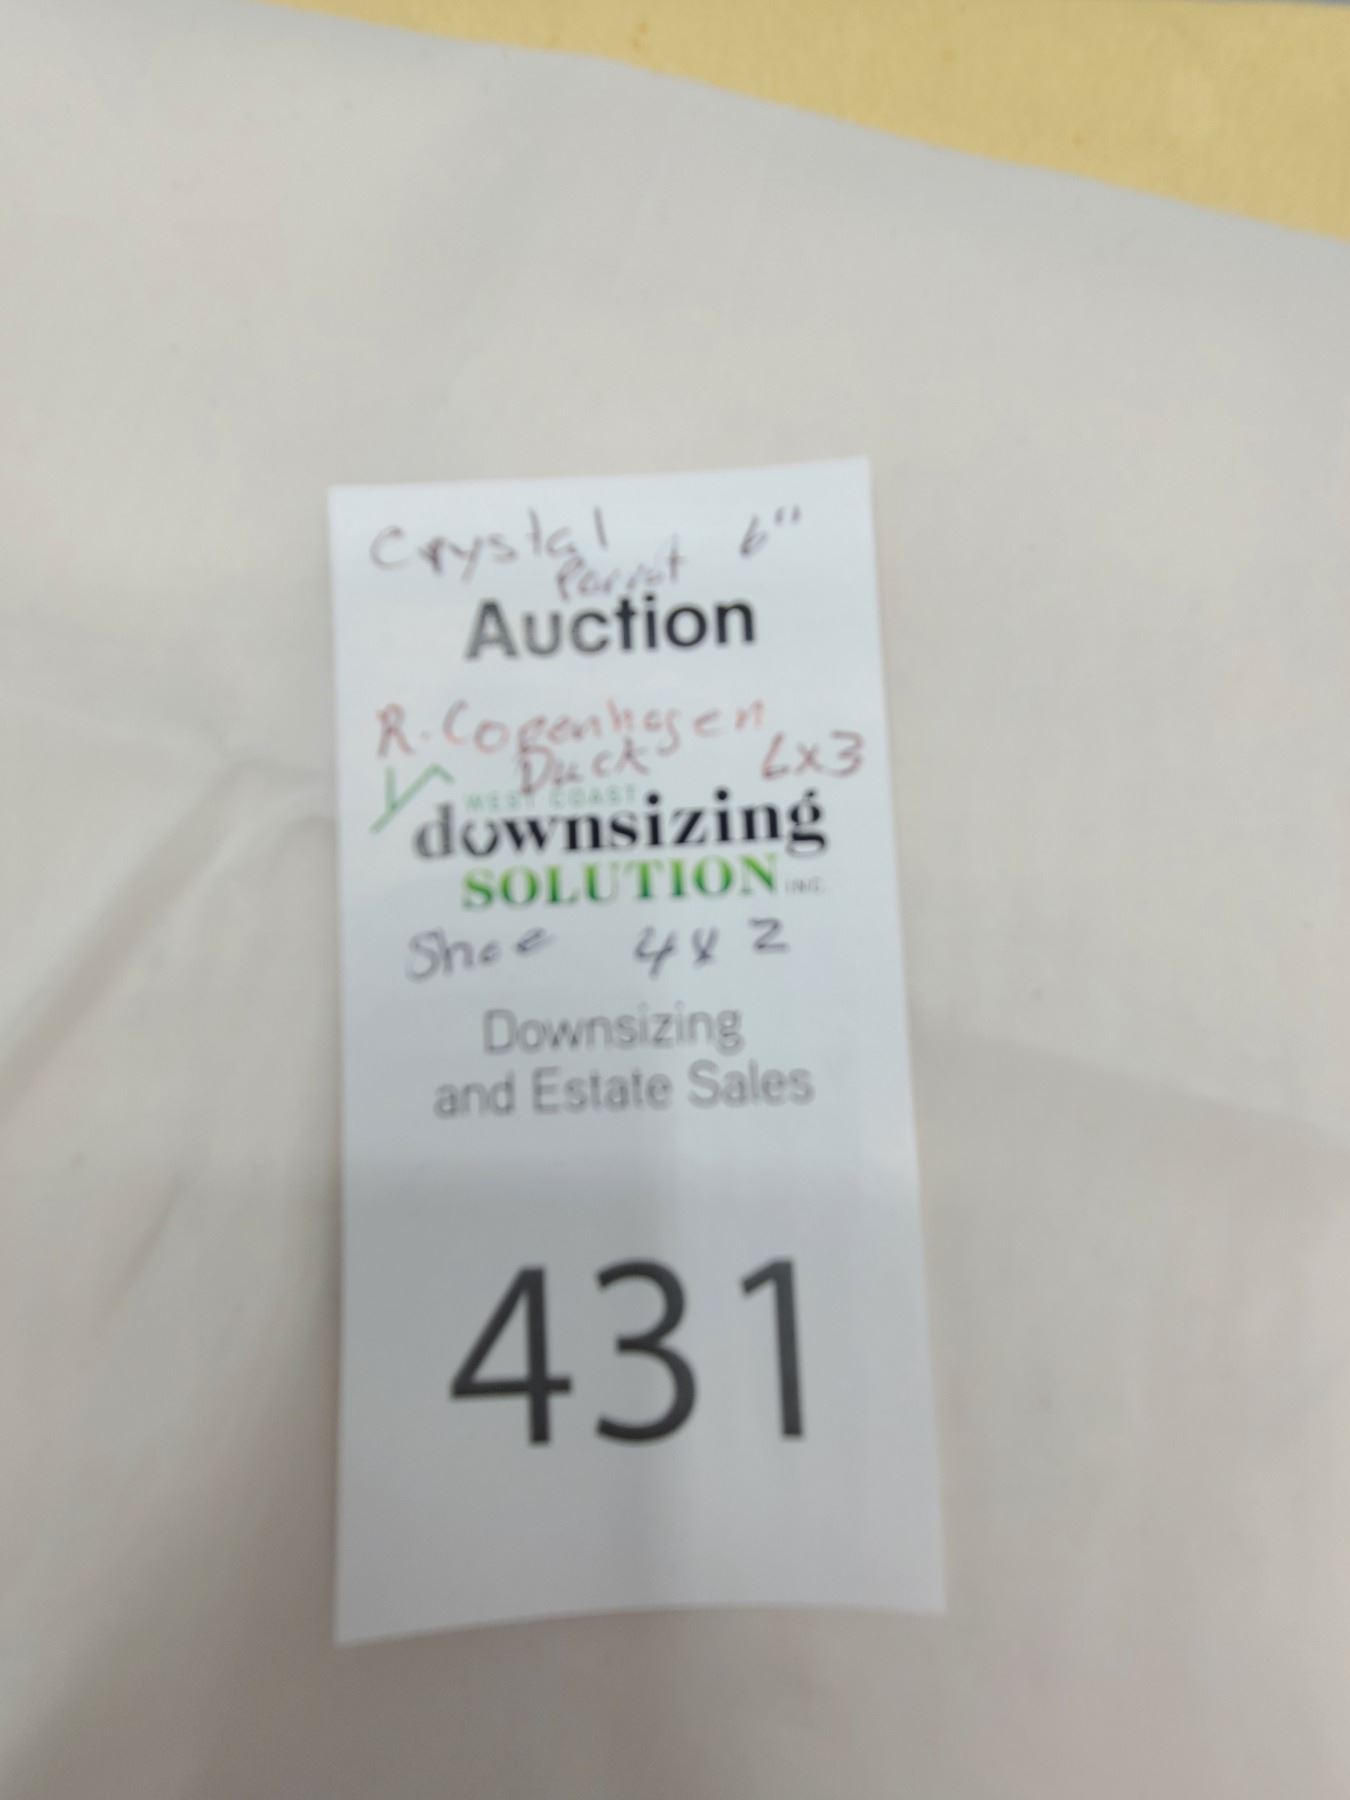 Crystal 6"
Parrot
Auction
R. Copenhagen
Duck 6x3
WEST COAST
downsizing
SOLUTION INC.
Shoe 4x2
Downsizing
and Estate Sales
431